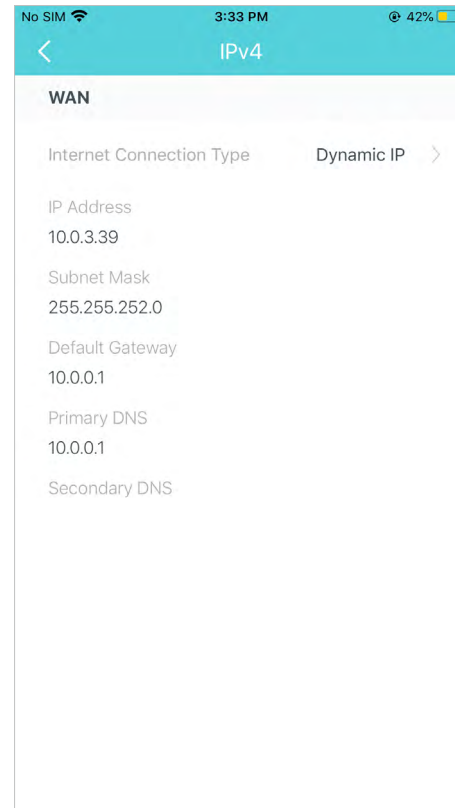 No SIM 3:33 PM 42%
IPv4
WAN
Internet Connection Type Dynamic IP
IP Address
10.0.3.39
Subnet Mask
255.255.252.0
Default Gateway
10.0.0.1
Primary DNS
10.0.0.1
Secondary DNS